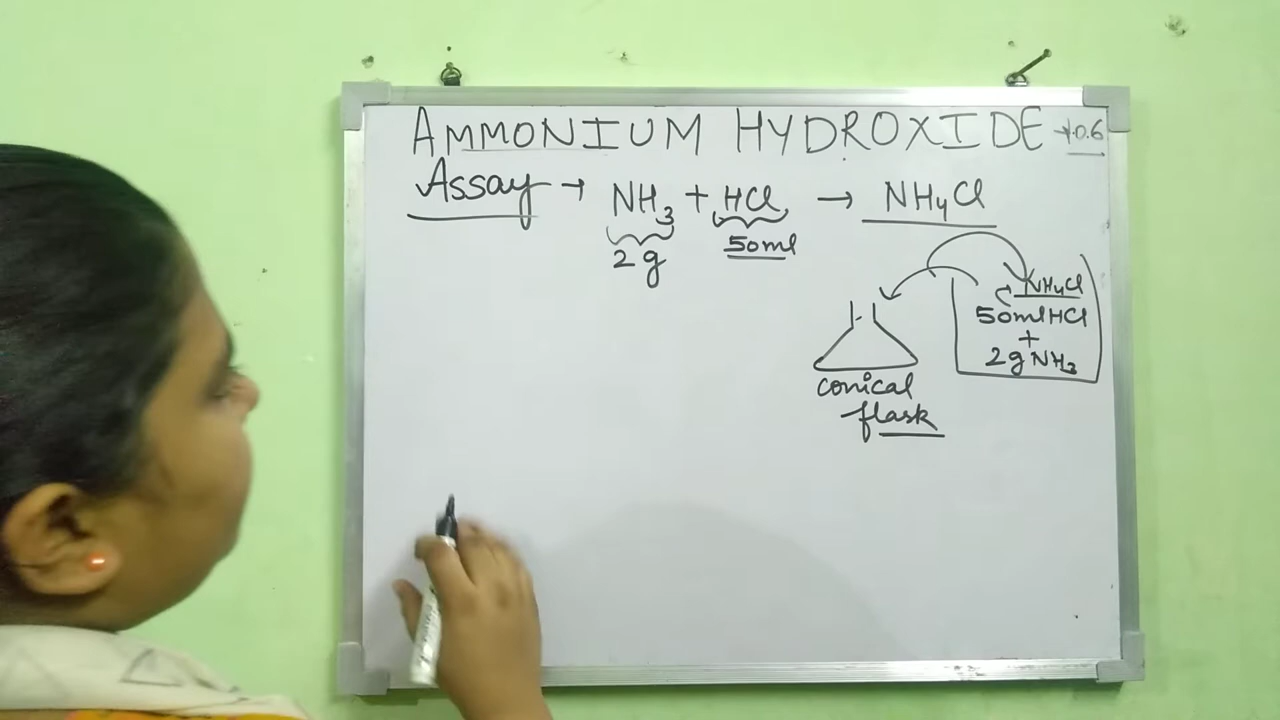 AMMONIUM HYDROXIDE
Assay → NH₃ + HCl → NH₄Cl
2g 50ml
NH₄Cl
50ml HCl
+
2g NH₃
conical
flask